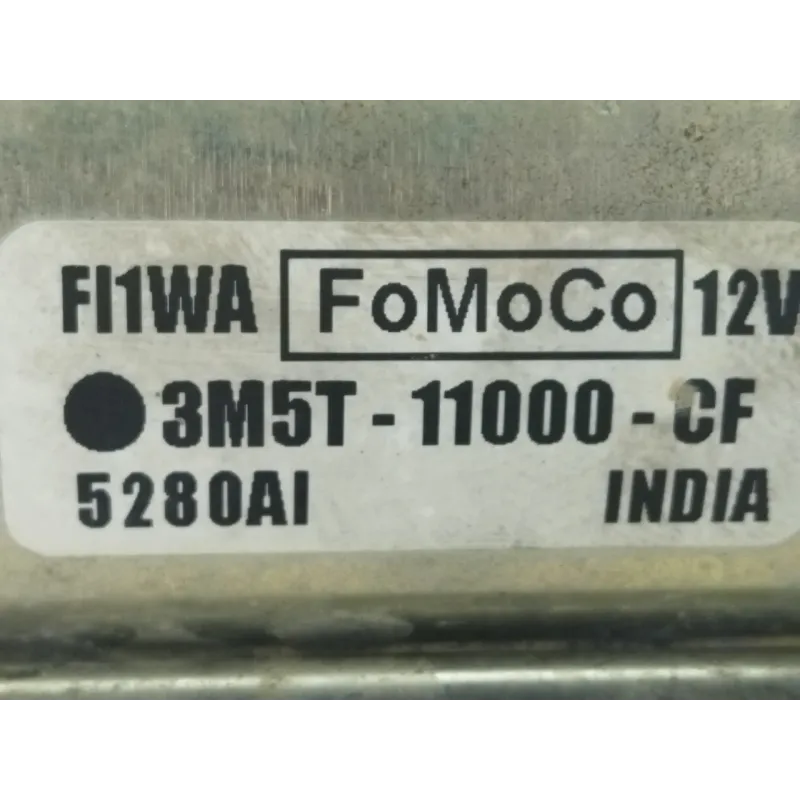 FI1WA FoMoCo 12V
3M5T - 11000 - CF
5280AI INDIA